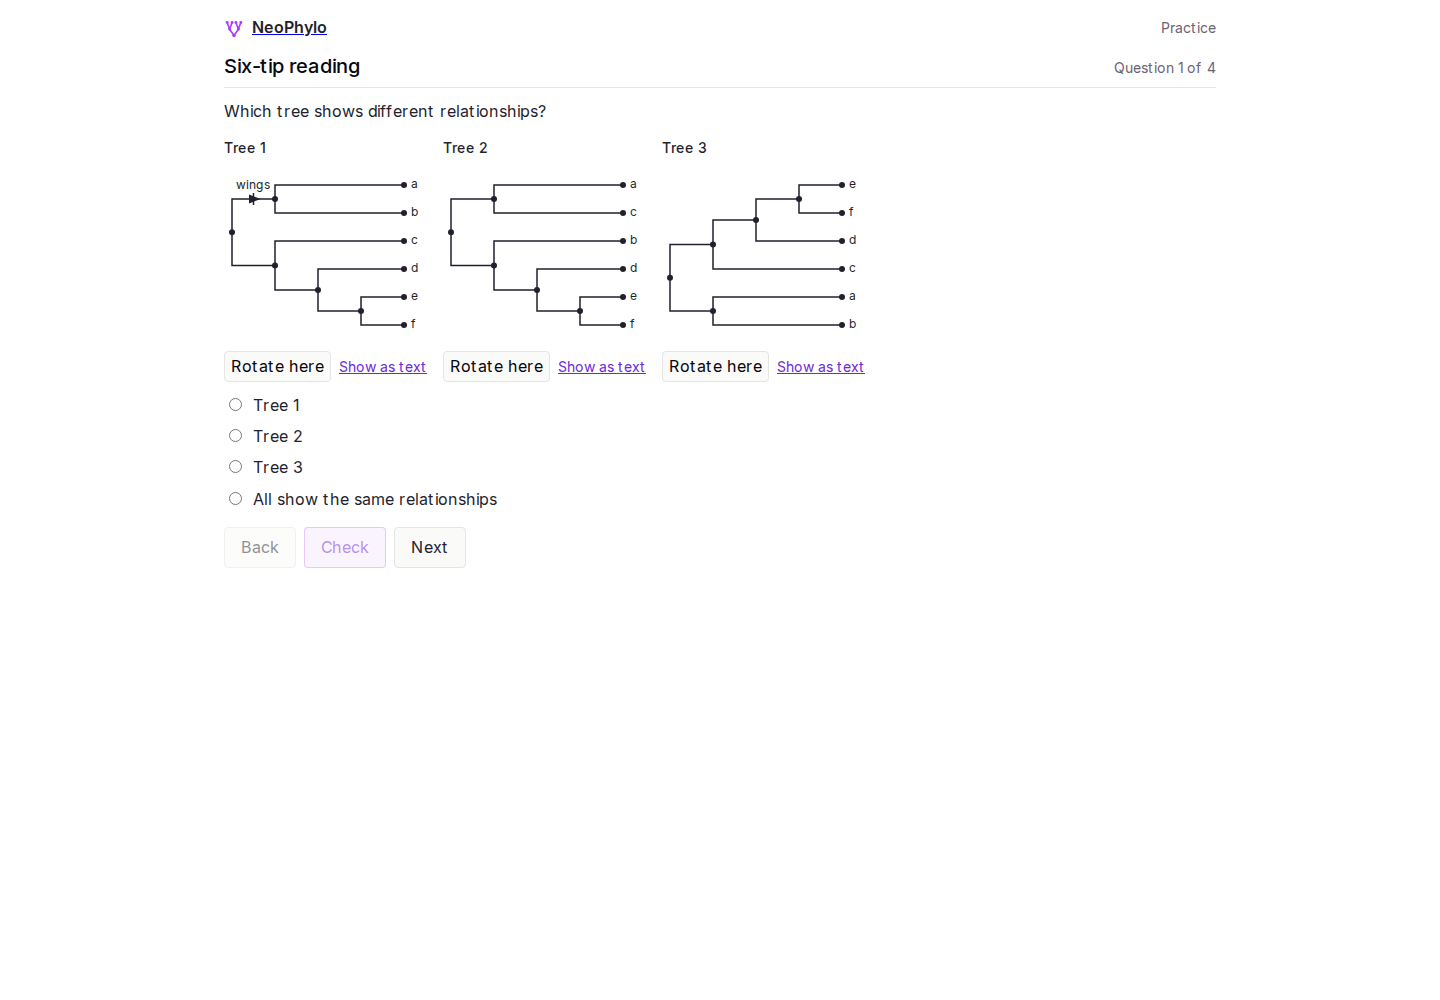 NeoPhylo
Practice
Six-tip reading
Question 1 of 4
Which tree shows different relationships?
Tree 1
wings
a
b
c
d
e
f
Rotate here
Show as text
Tree 2
a
c
b
d
e
f
Rotate here
Show as text
Tree 3
e
f
d
c
a
b
Rotate here
Show as text
Tree 1
Tree 2
Tree 3
All show the same relationships
Back
Check
Next